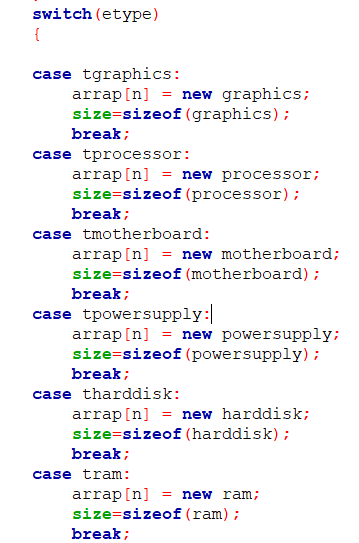 switch(etype)
{
case tgraphics:
arrap[n] = new graphics;
size=sizeof(graphics);
break;
case tprocessor:
arrap[n] = new processor;
size=sizeof(processor);
break;
case tmotherboard:
arrap[n] = new motherboard;
size=sizeof(motherboard);
break;
case tpowersupply:
arrap[n] = new powersupply;
size=sizeof(powersupply);
break;
case tharddisk:
arrap[n] = new harddisk;
size=sizeof(harddisk);
break;
case tram:
arrap[n] = new ram;
size=sizeof(ram);
break;